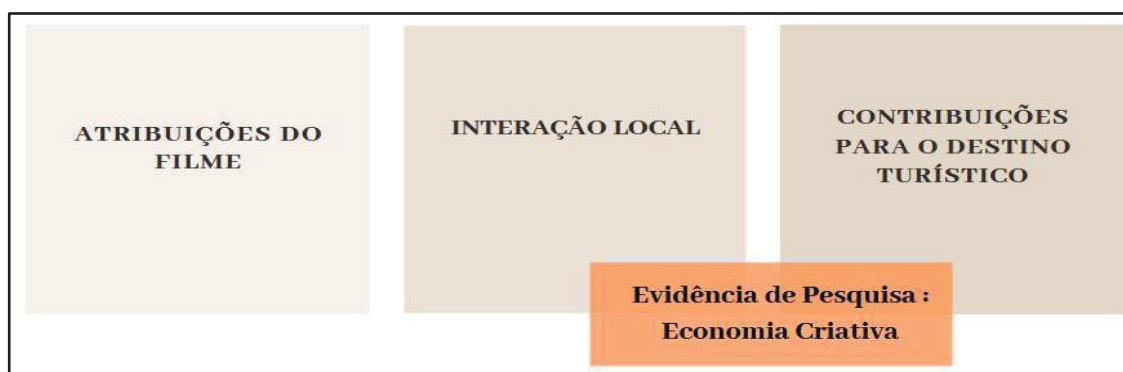 ATRIBUIÇÕES DO
FILME
INTERAÇÃO LOCAL
CONTRIBUIÇÕES
PARA O DESTINO
TURÍSTICO
Evidência de Pesquisa :
Economia Criativa